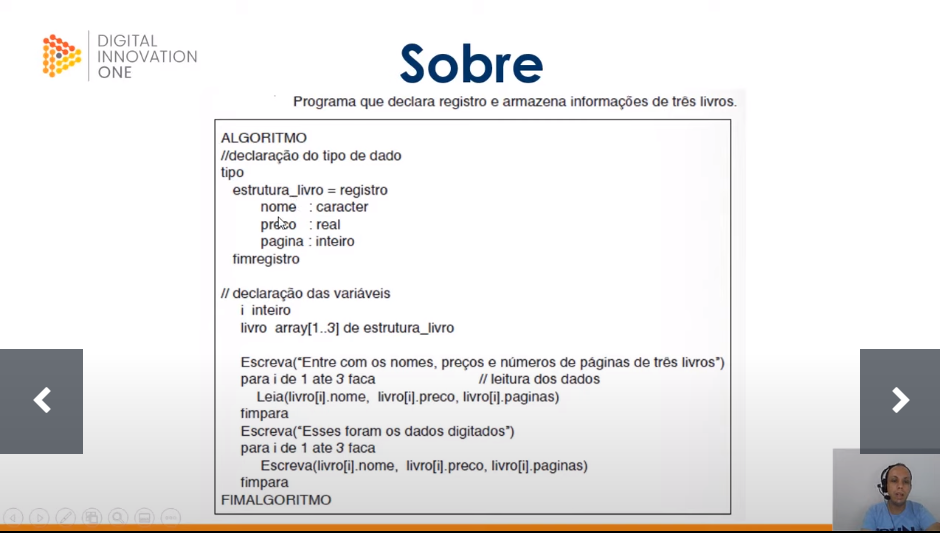 DIGITAL
INNOVATION
ONE
Sobre
Programa que declara registro e armazena informações de três livros.
ALGORITMO
//declaração do tipo de dado
tipo
estrutura_livro = registro
nome : caracter
preco : real
pagina : inteiro
fimregistro
// declaração das variáveis
i inteiro
livro array[1..3] de estrutura_livro
Escreva(“Entre com os nomes, preços e números de páginas de três livros”)
para i de 1 ate 3 faca // leitura dos dados
Leia(livro[i].nome, livro[i].preco, livro[i].paginas)
fimpara
Escreva(“Esses foram os dados digitados”)
para i de 1 ate 3 faca
Escreva(livro[i].nome, livro[i].preco, livro[i].paginas)
fimpara
FIMALGORITMO